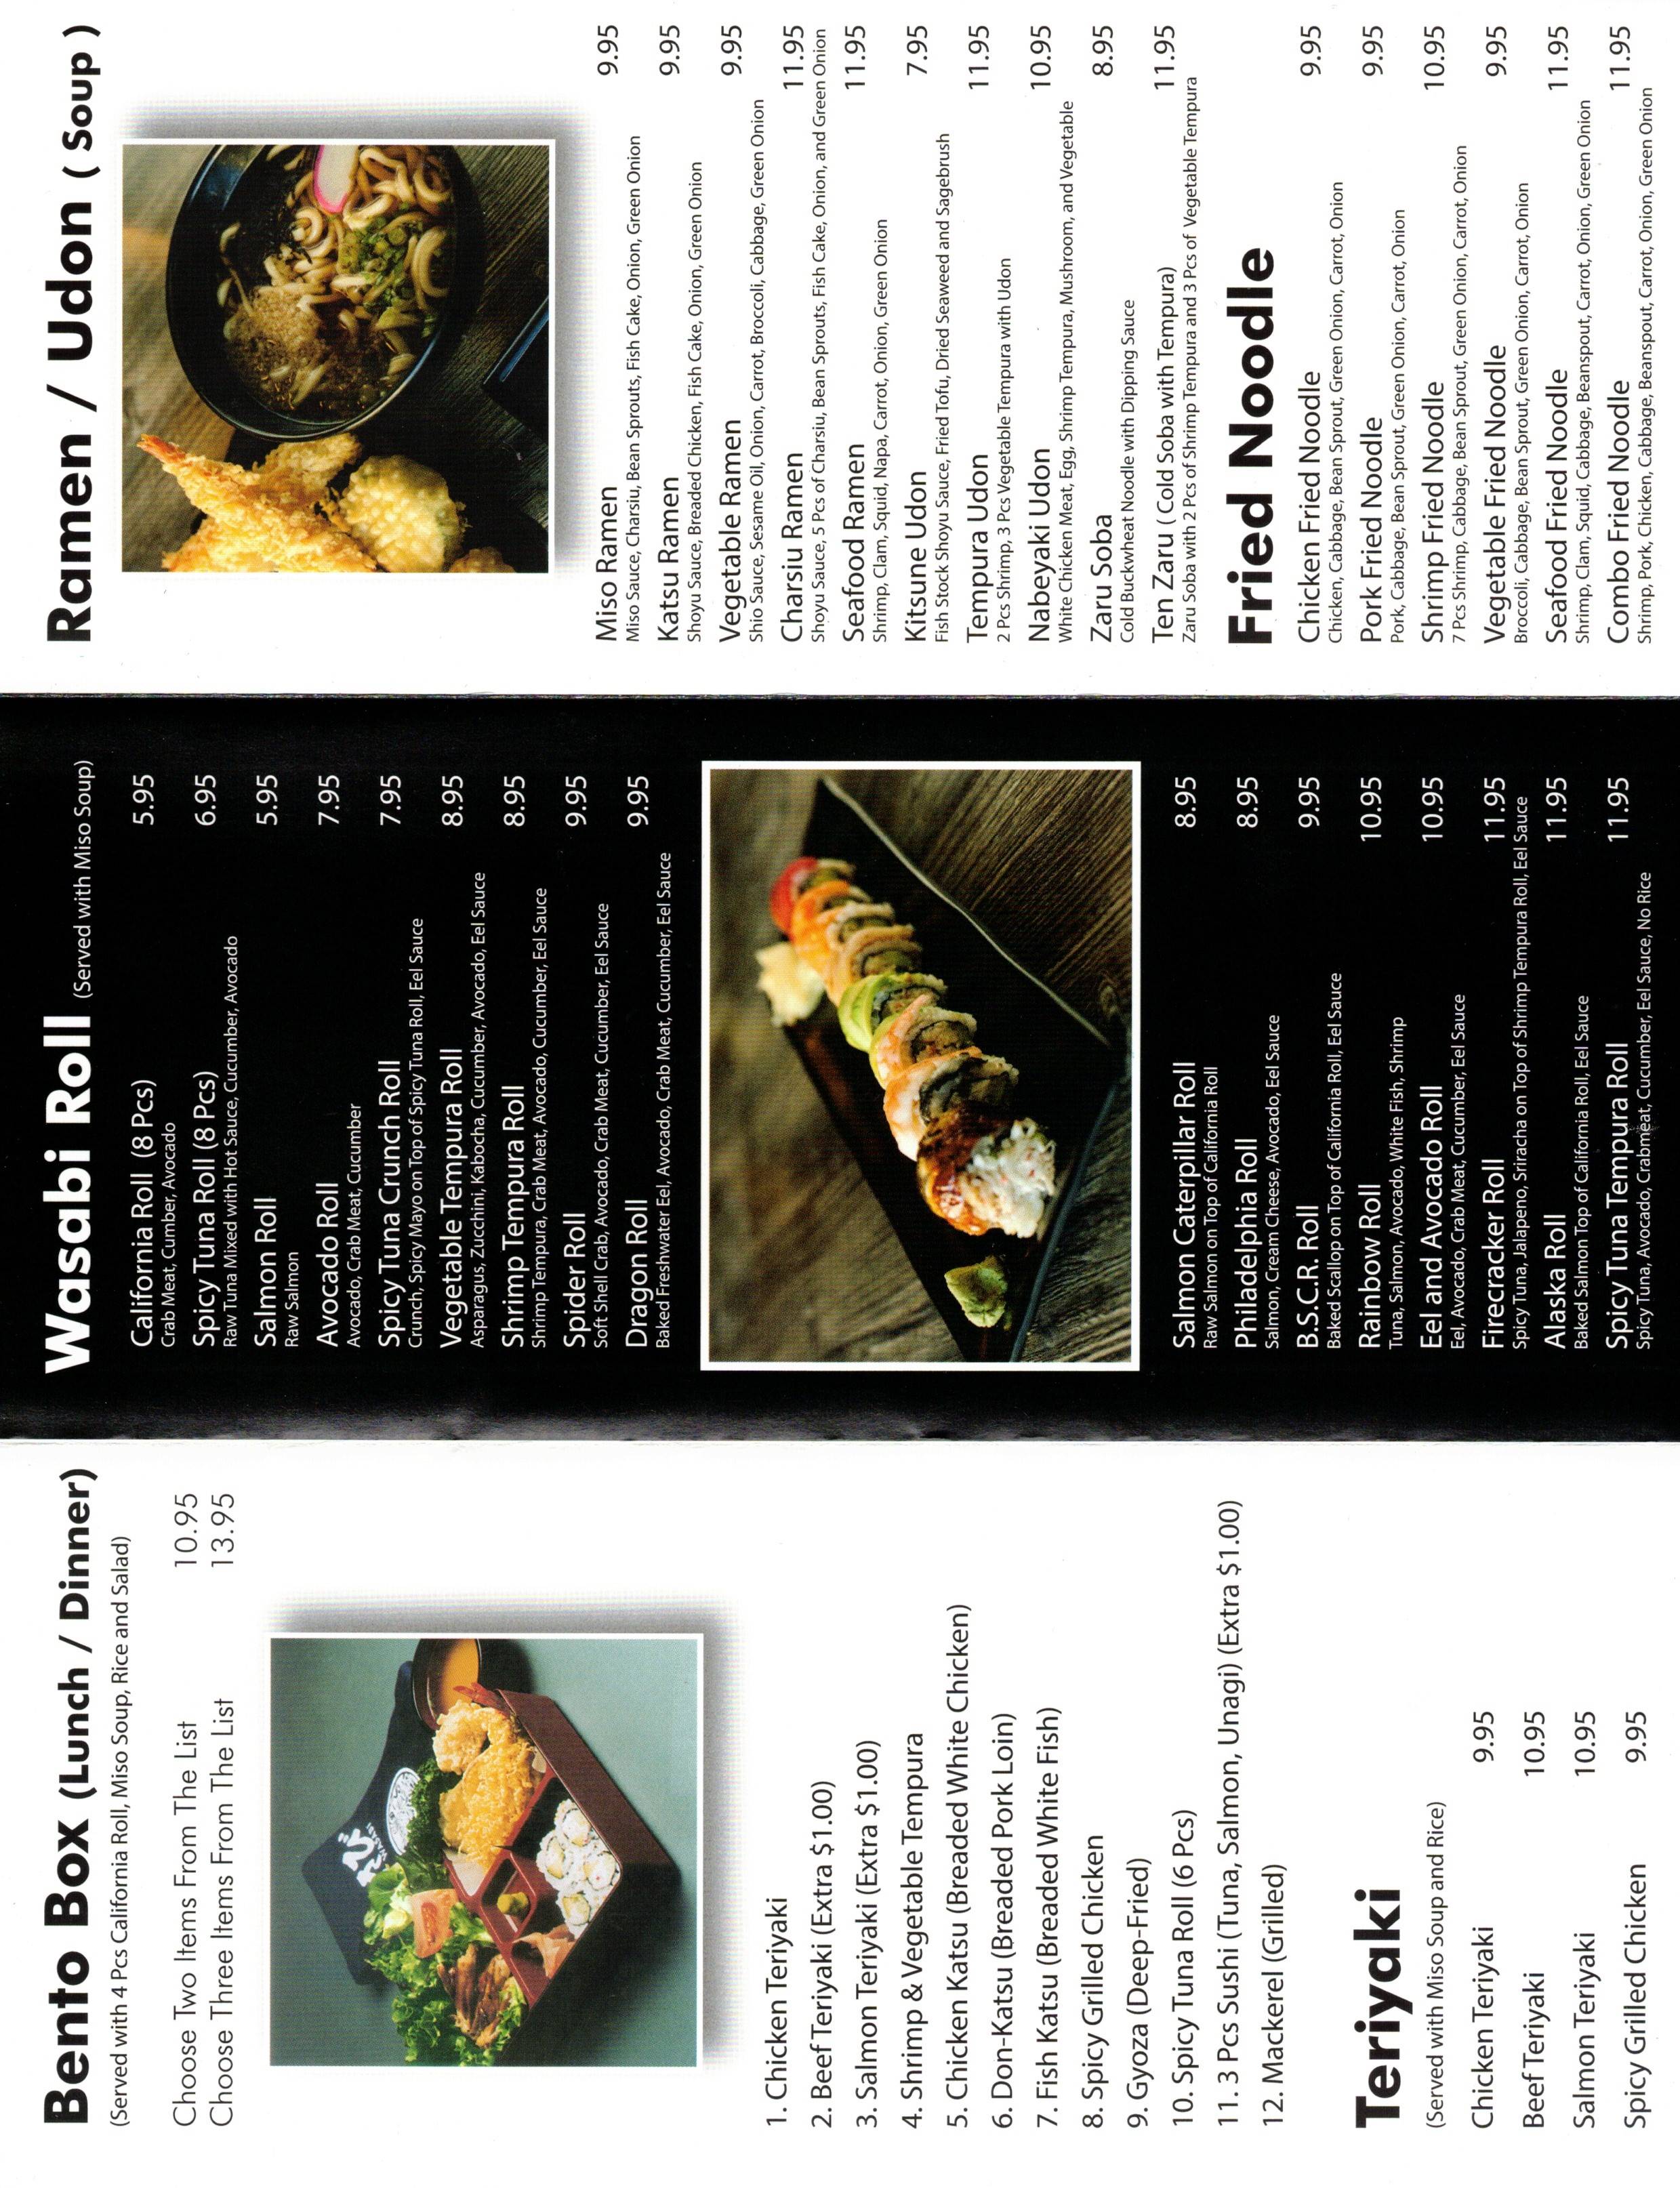 Bento Box (Lunch / Dinner)
(Served with 4 Pcs California Roll, Miso Soup, Rice and Salad)
Choose Two Items From The List 10.95
Choose Three Items From The List 13.95
さび
WASABI
1. Chicken Teriyaki
2. Beef Teriyaki (Extra $1.00)
3. Salmon Teriyaki (Extra $1.00)
4. Shrimp & Vegetable Tempura
5. Chicken Katsu (Breaded White Chicken)
6. Don-Katsu (Breaded Pork Loin)
7. Fish Katsu (Breaded White Fish)
8. Spicy Grilled Chicken
9. Gyoza (Deep-Fried)
10. Spicy Tuna Roll (6 Pcs)
11. 3 Pcs Sushi (Tuna, Salmon, Unagi) (Extra $1.00)
12. Mackerel (Grilled)
Teriyaki
(Served with Miso Soup and Rice)
Chicken Teriyaki 9.95
Beef Teriyaki 10.95
Salmon Teriyaki 10.95
Spicy Grilled Chicken 9.95
Wasabi Roll (Served with Miso Soup)
California Roll (8 Pcs) 5.95
Crab Meat, Cumber, Avocado
Spicy Tuna Roll (8 Pcs) 6.95
Raw Tuna Mixed with Hot Sauce, Cucumber, Avocado
Salmon Roll 5.95
Raw Salmon
Avocado Roll 7.95
Avocado, Crab Meat, Cucumber
Spicy Tuna Crunch Roll 7.95
Crunch, Spicy Mayo on Top of Spicy Tuna Roll, Eel Sauce
Vegetable Tempura Roll 8.95
Asparagus, Zucchini, Kabocha, Cucumber, Avocado, Eel Sauce
Shrimp Tempura Roll 8.95
Shrimp Tempura, Crab Meat, Avocado, Cucumber, Eel Sauce
Spider Roll 9.95
Soft Shell Crab, Avocado, Crab Meat, Cucumber, Eel Sauce
Dragon Roll 9.95
Baked Freshwater Eel, Avocado, Crab Meat, Cucumber, Eel Sauce
Salmon Caterpillar Roll 8.95
Raw Salmon on Top of California Roll
Philadelphia Roll 8.95
Salmon, Cream Cheese, Avocado, Eel Sauce
B.S.C.R. Roll 9.95
Baked Scallop on Top of California Roll, Eel Sauce
Rainbow Roll 10.95
Tuna, Salmon, Avocado, White Fish, Shrimp
Eel and Avocado Roll 10.95
Eel, Avocado, Crab Meat, Cucumber, Eel Sauce
Firecracker Roll 11.95
Spicy Tuna, Jalapeno, Sriracha on Top of Shrimp Tempura Roll, Eel Sauce
Alaska Roll 11.95
Baked Salmon Top of California Roll, Eel Sauce
Spicy Tuna Tempura Roll 11.95
Spicy Tuna, Avocado, Crabmeat, Cucumber, Eel Sauce, No Rice
Ramen / Udon ( Soup )
Miso Ramen 9.95
Miso Sauce, Charsiu, Bean Sprouts, Fish Cake, Onion, Green Onion
Katsu Ramen 9.95
Shoyu Sauce, Breaded Chicken, Fish Cake, Onion, Green Onion
Vegetable Ramen 9.95
Shio Sauce, Sesame Oil, Onion, Carrot, Broccoli, Cabbage, Green Onion
Charsiu Ramen 11.95
Shoyu Sauce, 5 Pcs of Charsiu, Bean Sprouts, Fish Cake, Onion, and Green Onion
Seafood Ramen 11.95
Shrimp, Clam, Squid, Napa, Carrot, Onion, Green Onion
Kitsune Udon 7.95
Fish Stock Shoyu Sauce, Fried Tofu, Dried Seaweed and Sagebrush
Tempura Udon 11.95
2 Pcs Shrimp, 3 Pcs Vegetable Tempura with Udon
Nabeyaki Udon 10.95
White Chicken Meat, Egg, Shrimp Tempura, Mushroom, and Vegetable
Zaru Soba 8.95
Cold Buckwheat Noodle with Dipping Sauce
Ten Zaru ( Cold Soba with Tempura) 11.95
Zaru Soba with 2 Pcs of Shrimp Tempura and 3 Pcs of Vegetable Tempura
Fried Noodle
Chicken Fried Noodle 9.95
Chicken, Cabbage, Bean Sprout, Green Onion, Carrot, Onion
Pork Fried Noodle 9.95
Pork, Cabbage, Bean Sprout, Green Onion, Carrot, Onion
Shrimp Fried Noodle 10.95
7 Pcs Shrimp, Cabbage, Bean Sprout, Green Onion, Carrot, Onion
Vegetable Fried Noodle 9.95
Broccoli, Cabbage, Bean Sprout, Green Onion, Carrot, Onion
Seafood Fried Noodle 11.95
Shrimp, Clam, Squid, Cabbage, Beanspout, Carrot, Onion, Green Onion
Combo Fried Noodle 11.95
Shrimp, Pork, Chicken, Cabbage, Beanspout, Carrot, Onion, Green Onion